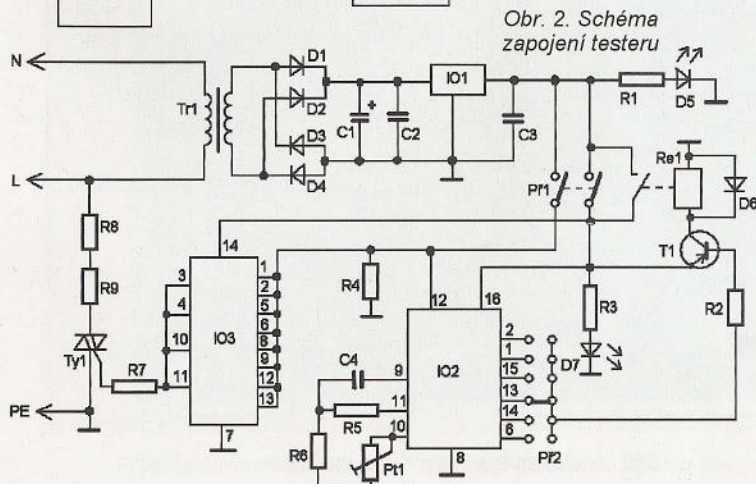 Obr. 2. Schéma
zapojení testeru
N
D1
D2
D3
D4
Tr1
IO1
C1
+
C2
C3
R1
D5
L
Př1
Re1
D6
R8
R9
Ty1
R7
PE
14
3
4
10
11
IO3
1
2
5
6
8
9
12
13
7
R4
12
16
T1
R2
R3
D7
C4
9
R5
11
R6
10
Pt1
IO2
2
1
15
13
14
6
8
Př2